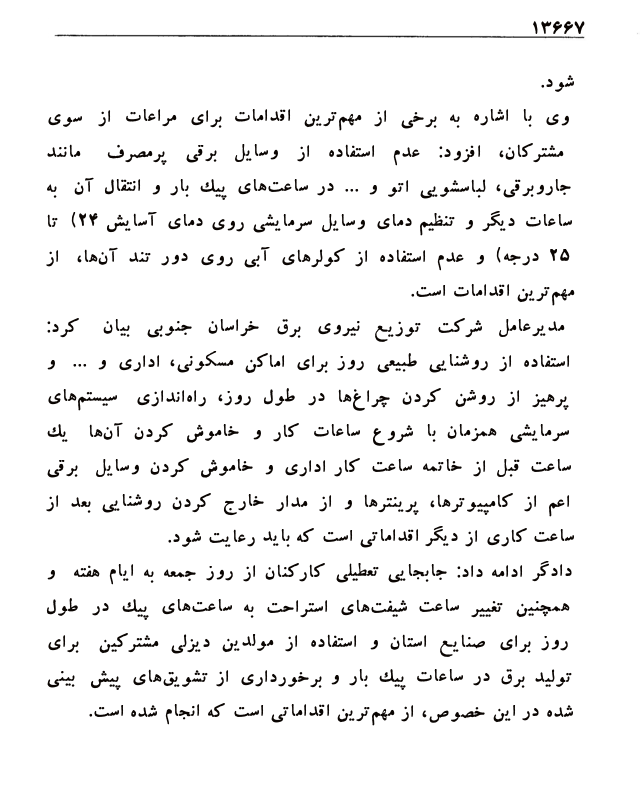 ۱۳۶۶۷
شود.
وی با اشاره به برخی از مهم‌ترین اقدامات برای مراعات از سوی
مشترکان، افزود: عدم استفاده از وسایل برقی پرمصرف مانند
جاروبرقی، لباسشویی اتو و ... در ساعت‌های پیك بار و انتقال آن به
ساعات دیگر و تنظیم دمای وسایل سرمایشی روی دمای آسایش ۲۴) تا
۲۵ درجه) و عدم استفاده از کولرهای آبی روی دور تند آن‌ها، از
مهم‌ترین اقدامات است.
مدیرعامل شرکت توزیع نیروی برق خراسان جنوبی بیان کرد:
استفاده از روشنایی طبیعی روز برای اماکن مسکونی، اداری و ... و
پرهیز از روشن کردن چراغ‌ها در طول روز، راه‌اندازی سیستم‌های
سرمایشی همزمان با شروع ساعات کار و خاموش کردن آن‌ها یك
ساعت قبل از خاتمه ساعت کار اداری و خاموش کردن وسایل برقی
اعم از کامپیوترها، پرینترها و از مدار خارج کردن روشنایی بعد از
ساعت کاری از دیگر اقداماتی است که باید رعایت شود.
دادگر ادامه داد: جابجایی تعطیلی کارکنان از روز جمعه به ایام هفته و
همچنین تغییر ساعت شیفت‌های استراحت به ساعت‌های پیك در طول
روز برای صنایع استان و استفاده از مولدین دیزلی مشترکین برای
تولید برق در ساعات پیك بار و برخورداری از تشویق‌های پیش بینی
شده در این خصوص، از مهم‌ترین اقداماتی است که انجام شده است.